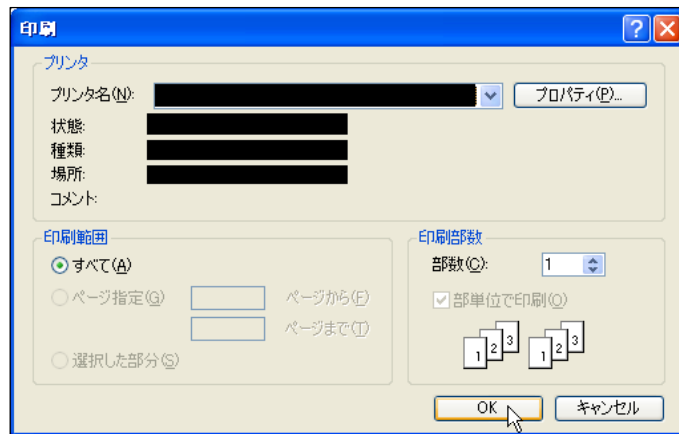 印刷
プリンタ
プリンタ名(N):
プロパティ(P)...
状態:
種類:
場所:
コメント:
印刷範囲
すべて(A)
ページ指定(G) ページから(F)
ページまで(T)
選択した部分(S)
印刷部数
部数(C): 1
部単位で印刷(O)
1 2 3 1 2 3
OK キャンセル